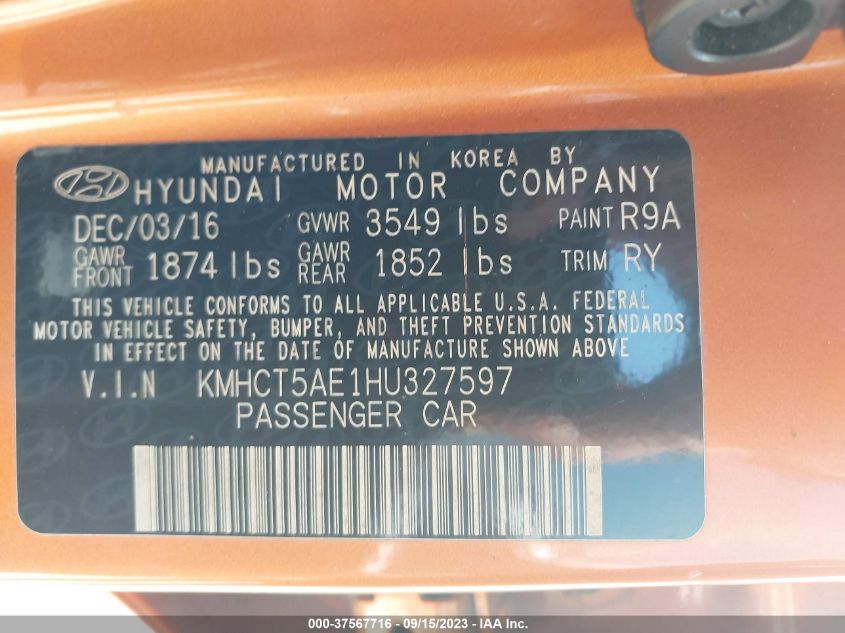 MANUFACTURED IN KOREA BY
HYUNDAI MOTOR COMPANY
DEC/03/16 GVWR 3549 lbs PAINT R9A
GAWR FRONT 1874 lbs GAWR REAR 1852 lbs TRIM RY
THIS VEHICLE CONFORMS TO ALL APPLICABLE U.S.A. FEDERAL
MOTOR VEHICLE SAFETY, BUMPER, AND THEFT PREVENTION STANDARDS
IN EFFECT ON THE DATE OF MANUFACTURE SHOWN ABOVE
V.I.N KMHCT5AE1HU327597
PASSENGER CAR
000-37567716 - 09/15/2023 - IAA Inc.